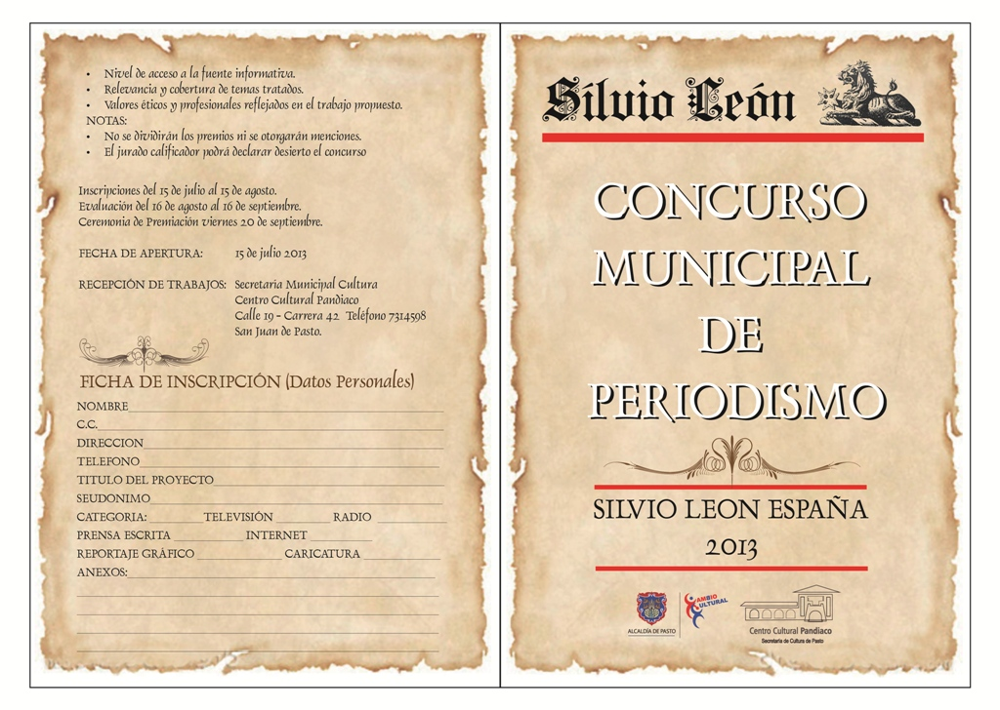 • Nivel de acceso a la fuente informativa.
• Relevancia y cobertura de temas tratados.
• Valores éticos y profesionales reflejados en el trabajo propuesto.
NOTAS:
• No se dividirán los premios ni se otorgarán menciones.
• El jurado calificador podrá declarar desierto el concurso
Inscripciones del 15 de julio al 15 de agosto.
Evaluación del 16 de agosto al 16 de septiembre.
Ceremonia de Premiación viernes 20 de septiembre.
FECHA DE APERTURA: 15 de julio 2013
RECEPCIÓN DE TRABAJOS: Secretaría Municipal Cultura
Centro Cultural Pandiaco
Calle 19 - Carrera 42 Teléfono 7314598
San Juan de Pasto.
FICHA DE INSCRIPCIÓN (Datos Personales)
NOMBRE
C.C.
DIRECCION
TELEFONO
TITULO DEL PROYECTO
SEUDONIMO
CATEGORIA: TELEVISIÓN RADIO
PRENSA ESCRITA INTERNET
REPORTAJE GRÁFICO CARICATURA
ANEXOS:
Silvio León
CONCURSO
MUNICIPAL
DE
PERIODISMO
SILVIO LEON ESPAÑA
2013
ALCALDÍA DE PASTO
CAMBIO
CULTURAL
Centro Cultural Pandiaco
Secretaría de Cultura de Pasto